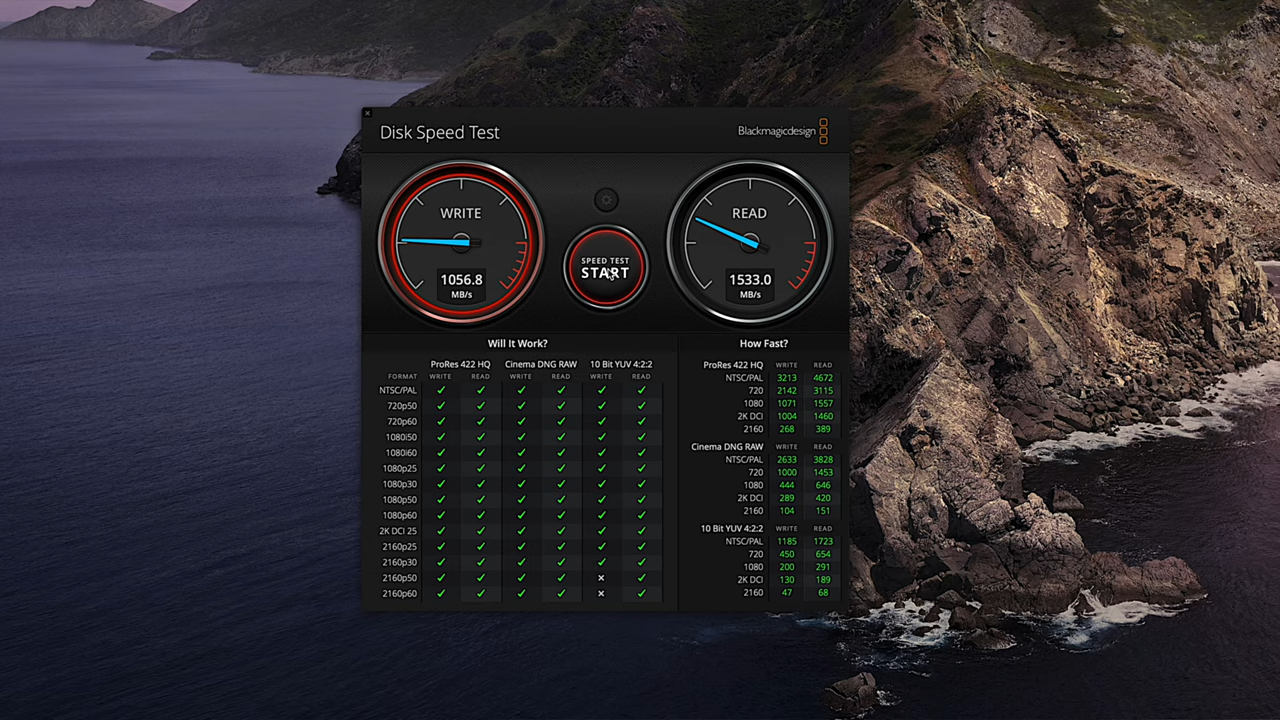 Disk Speed Test
Blackmagicdesign
WRITE
1056.8
MB/s
SPEED TEST
START
READ
1533.0
MB/s
Will It Work?
ProRes 422 HQ Cinema DNG RAW 10 Bit YUV 4:2:2
FORMAT WRITE READ WRITE READ WRITE READ
NTSC/PAL ✓ ✓ ✓ ✓ ✓ ✓
720p50 ✓ ✓ ✓ ✓ ✓ ✓
720p60 ✓ ✓ ✓ ✓ ✓ ✓
1080i50 ✓ ✓ ✓ ✓ ✓ ✓
1080i60 ✓ ✓ ✓ ✓ ✓ ✓
1080p25 ✓ ✓ ✓ ✓ ✓ ✓
1080p30 ✓ ✓ ✓ ✓ ✓ ✓
1080p50 ✓ ✓ ✓ ✓ ✓ ✓
1080p60 ✓ ✓ ✓ ✓ ✓ ✓
2K DCI 25 ✓ ✓ ✓ ✓ ✓ ✓
2160p25 ✓ ✓ ✓ ✓ ✓ ✓
2160p30 ✓ ✓ ✓ ✓ ✓ ✓
2160p50 ✓ ✓ ✓ ✓ × ✓
2160p60 ✓ ✓ ✓ ✓ × ✓
How Fast?
ProRes 422 HQ WRITE READ
NTSC/PAL 3213 4672
720 2142 3115
1080 1071 1557
2K DCI 1004 1460
2160 268 389
Cinema DNG RAW WRITE READ
NTSC/PAL 2633 3828
720 1000 1453
1080 444 646
2K DCI 289 420
2160 104 151
10 Bit YUV 4:2:2 WRITE READ
NTSC/PAL 1185 1723
720 450 654
1080 200 291
2K DCI 130 189
2160 47 68